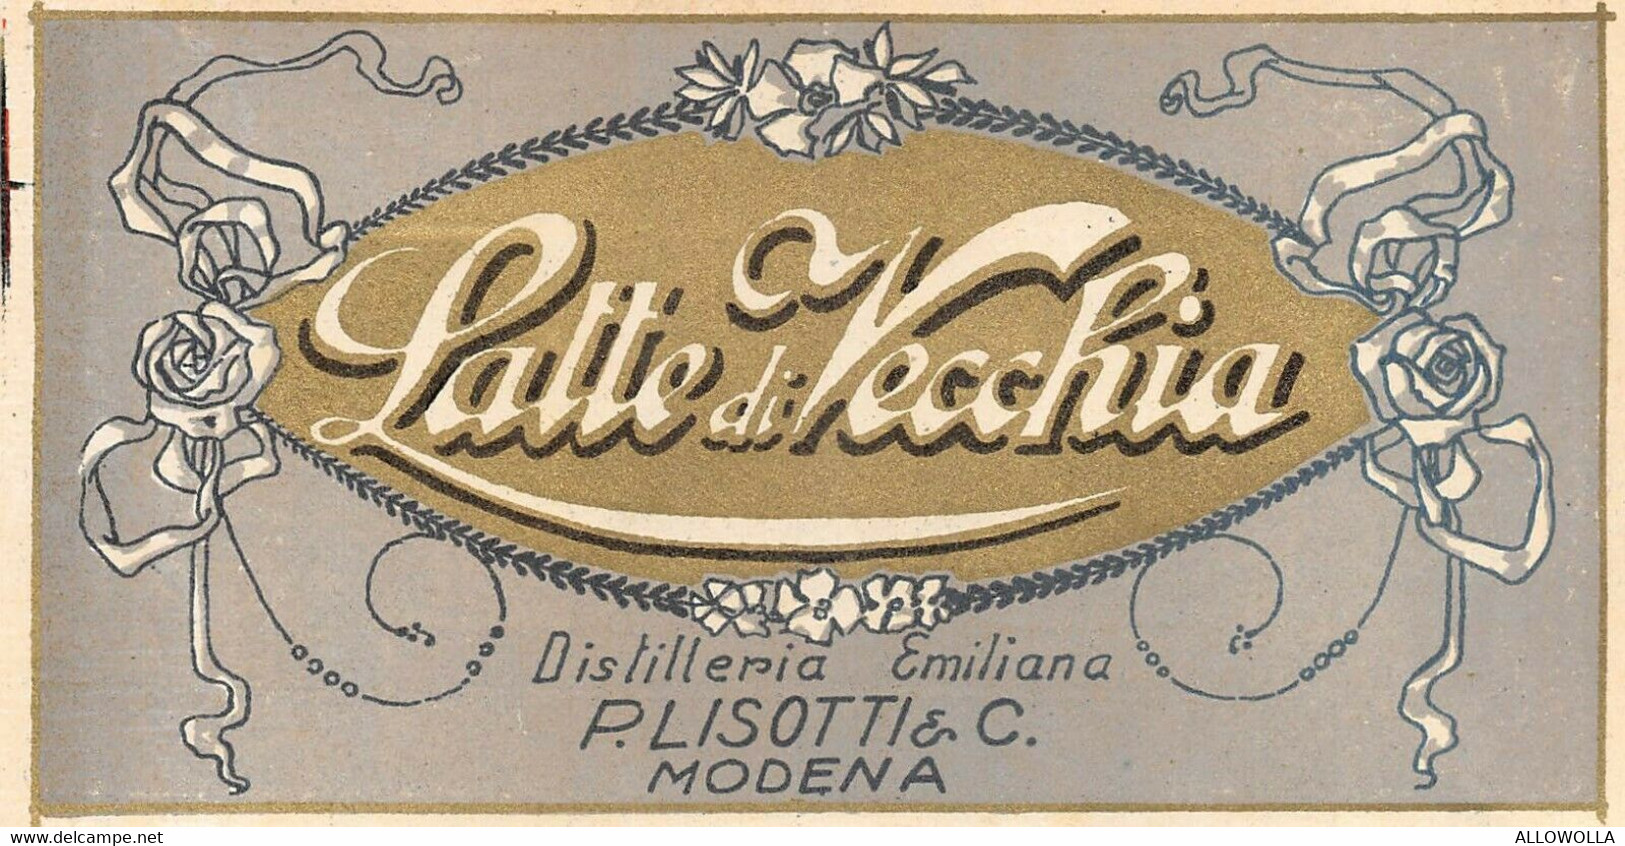 Latte di Vecchia
Distilleria Emiliana
P. LISOTTI & C.
MODENA
www.delcampe.net
ALLOWOLLA